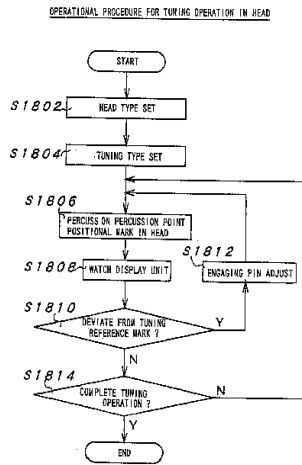 OPERATIONAL PROCEDURE FOR TUNING OPERATION IN HEAD
START
S1802
HEAD TYPE SET
S1804
TUNING TYPE SET
S1806
PERCUSS ON PERCUSSION POINT
POSITIONAL MARK IN HEAD
S1812
ENGAGING PIN ADJUST
S1808
WATCH DISPLAY UNIT
S1810
DEVIATE FROM TUNING
REFERENCE MARK ?
Y
N
S1814
COMPLETE TUNING
OPERATION ?
N
Y
END